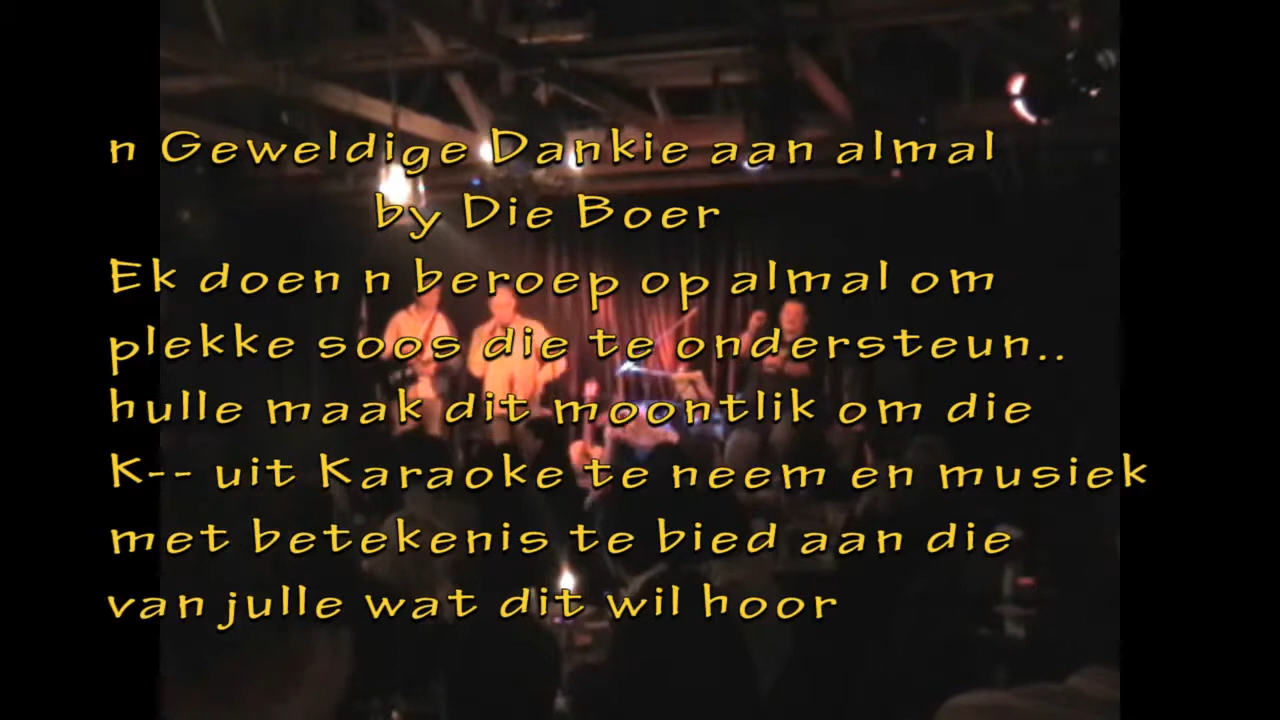 n Geweldige Dankie aan almal
by Die Boer
Ek doen n beroep op almal om
plekke soos die te ondersteun..
hulle maak dit moontlik om die
K-- uit Karaoke te neem en musiek
met betekenis te bied aan die
van julle wat dit wil hoor